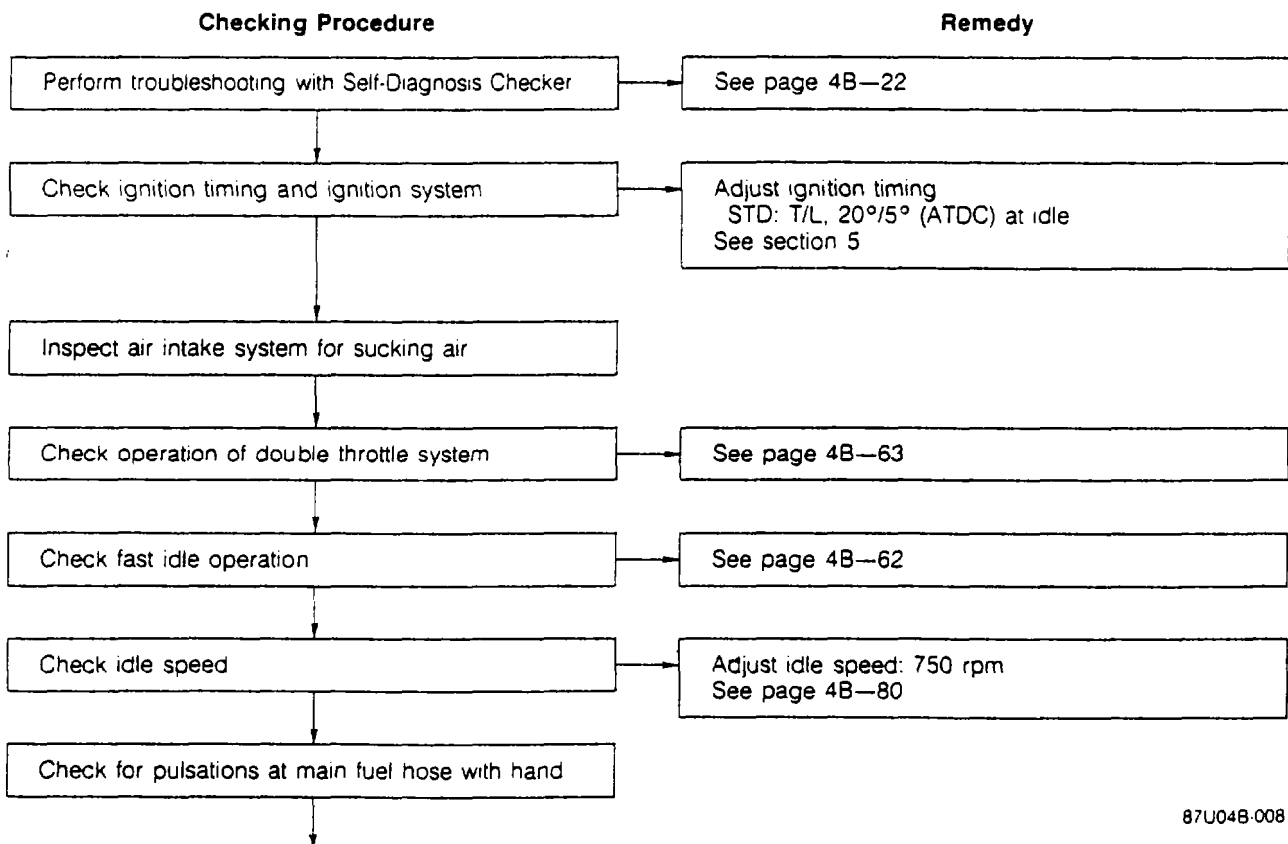 Checking Procedure
Remedy
Perform troubleshooting with Self-Diagnosis Checker
See page 4B—22
Check ignition timing and ignition system
Adjust ignition timing
STD: T/L, 20°/5° (ATDC) at idle
See section 5
Inspect air intake system for sucking air
Check operation of double throttle system
See page 4B—63
Check fast idle operation
See page 4B—62
Check idle speed
Adjust idle speed: 750 rpm
See page 4B—80
Check for pulsations at main fuel hose with hand
87U04B-008